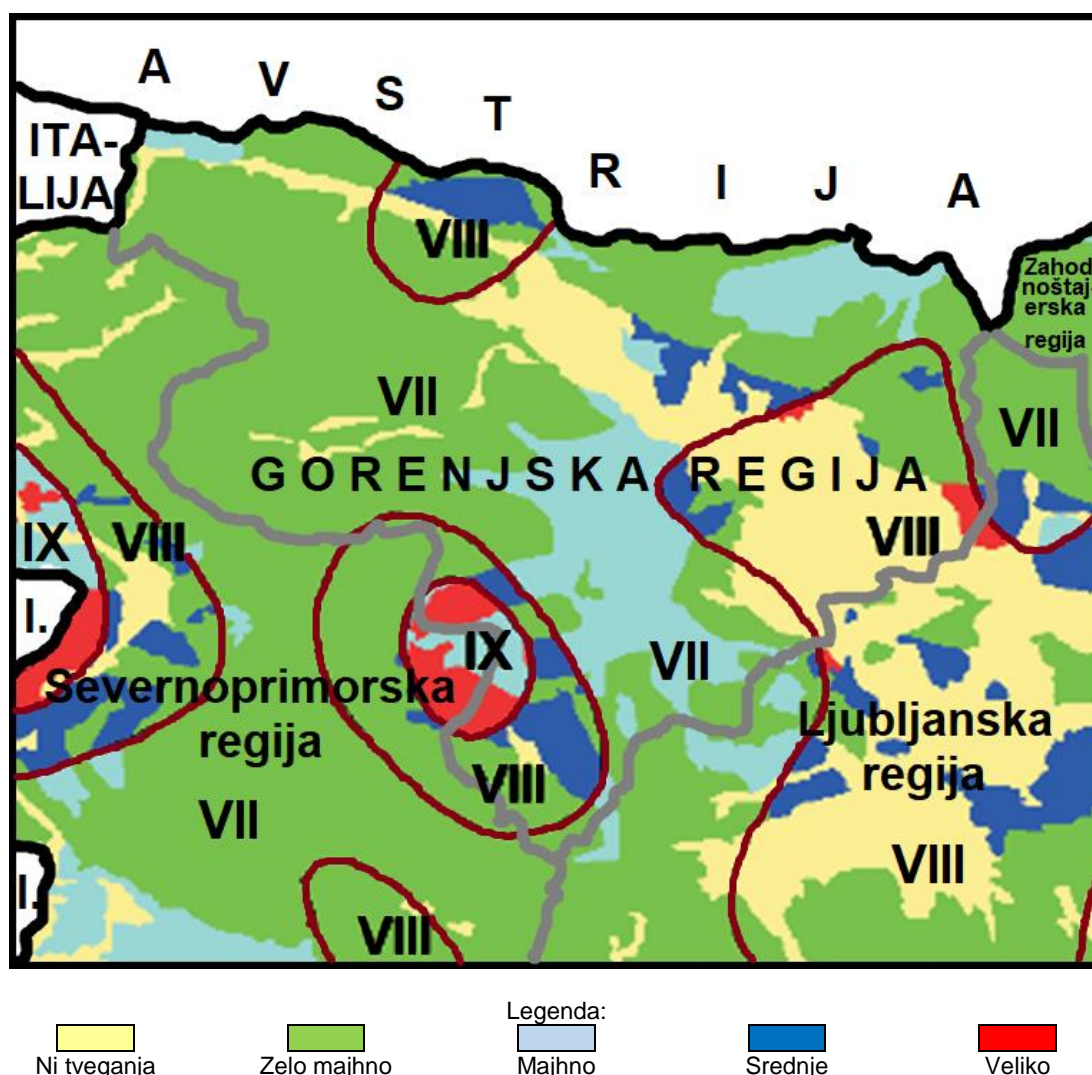 A V S T R I J A
ITA-
LIJA
VIII
Zahod
noštaj-
erska
regija
VII
VII
GORENJSKA REGIJA
IX
VIII
VIII
I.
IX
VII
Severnoprimorska
regija
Ljubljanska
regija
VIII
VII
VIII
I.
VIII
Legenda:
Ni tveganja
Zelo majhno
Majhno
Srednje
Veliko